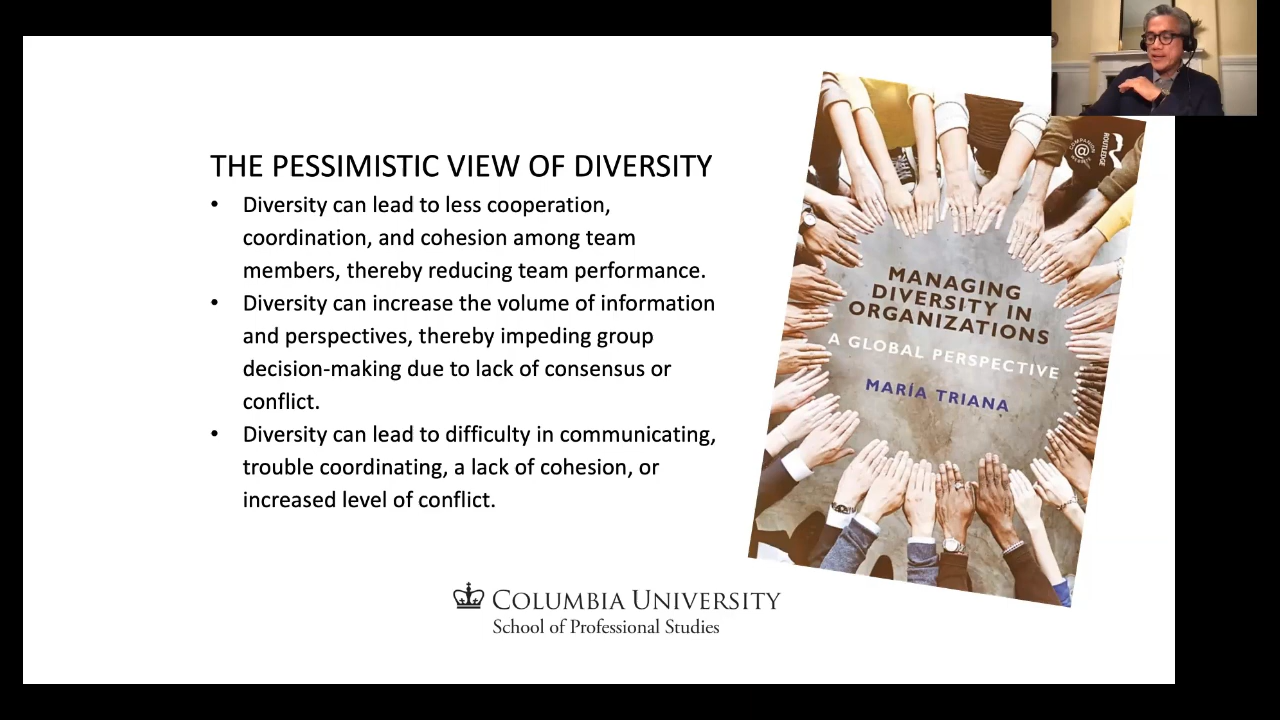 THE PESSIMISTIC VIEW OF DIVERSITY
• Diversity can lead to less cooperation,
coordination, and cohesion among team
members, thereby reducing team performance.
• Diversity can increase the volume of information
and perspectives, thereby impeding group
decision-making due to lack of consensus or
conflict.
• Diversity can lead to difficulty in communicating,
trouble coordinating, a lack of cohesion, or
increased level of conflict.
COLUMBIA UNIVERSITY
School of Professional Studies
COMPANION
@
WEBSITE
ROUTLEDGE
MANAGING
DIVERSITY IN
ORGANIZATIONS
A GLOBAL PERSPECTIVE
MARÍA TRIANA